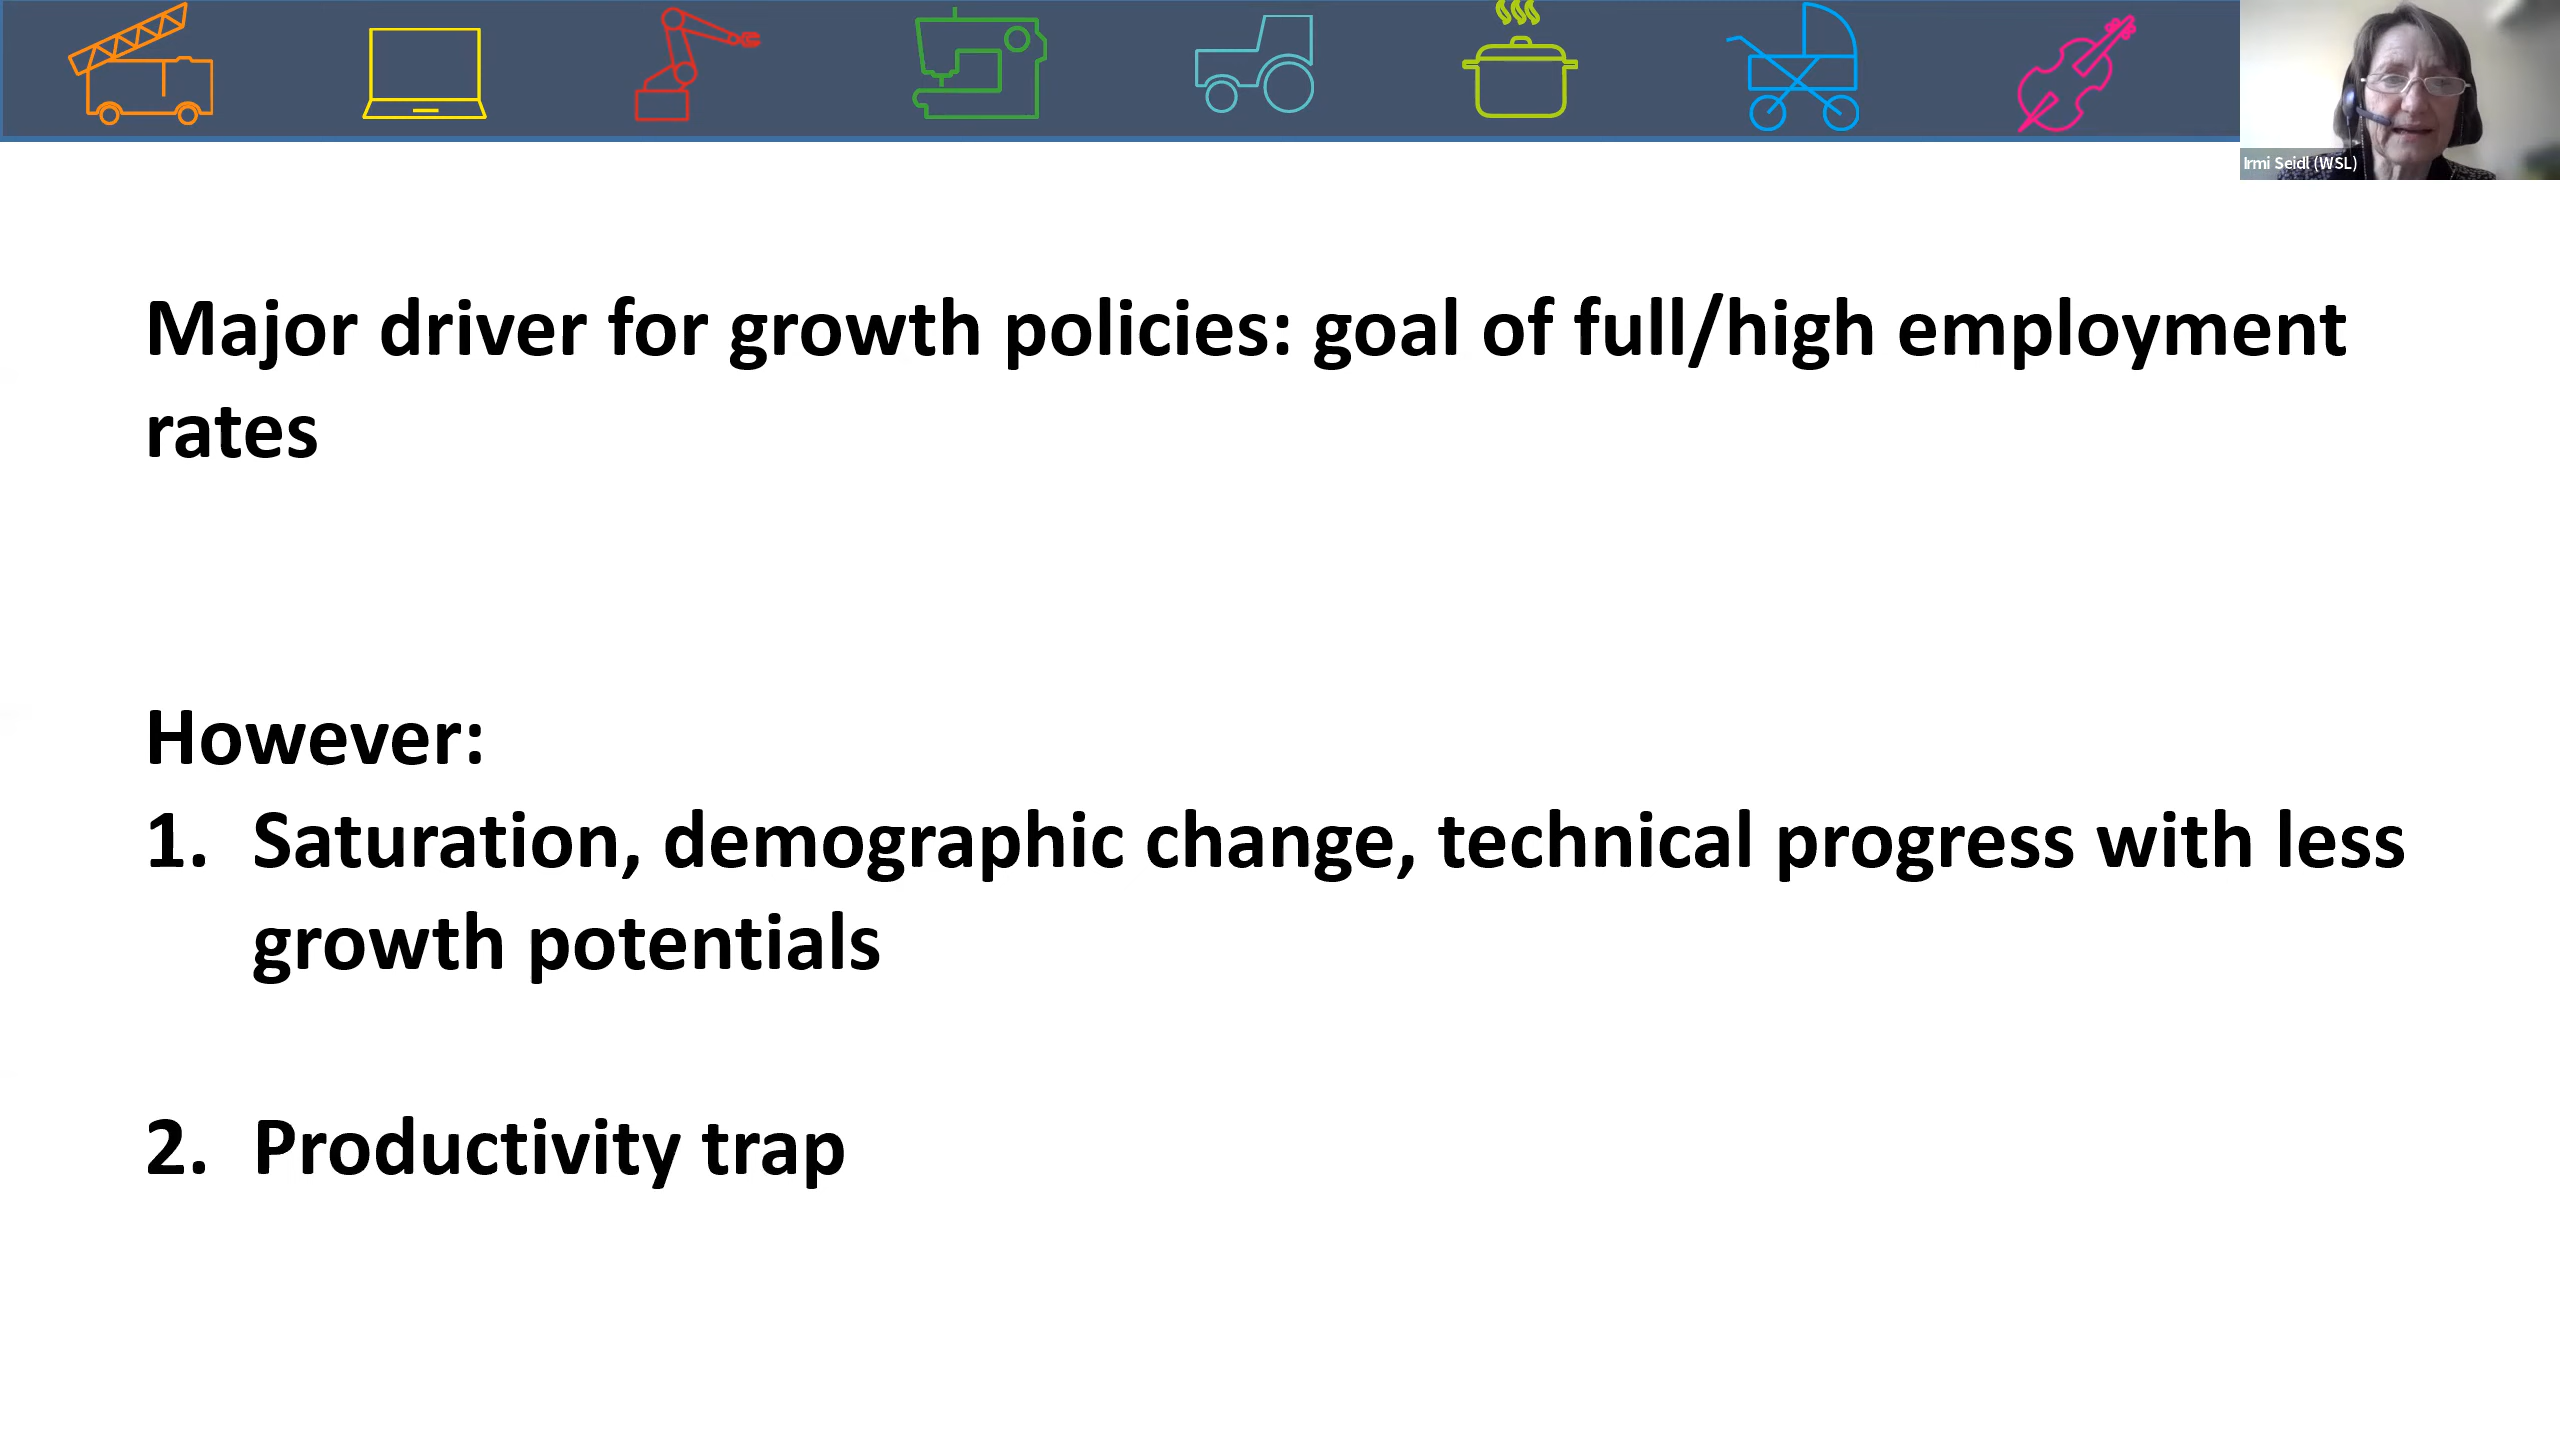 Irmi Seidl (WSL)
Major driver for growth policies: goal of full/high employment
rates
However:
1. Saturation, demographic change, technical progress with less
growth potentials
2. Productivity trap